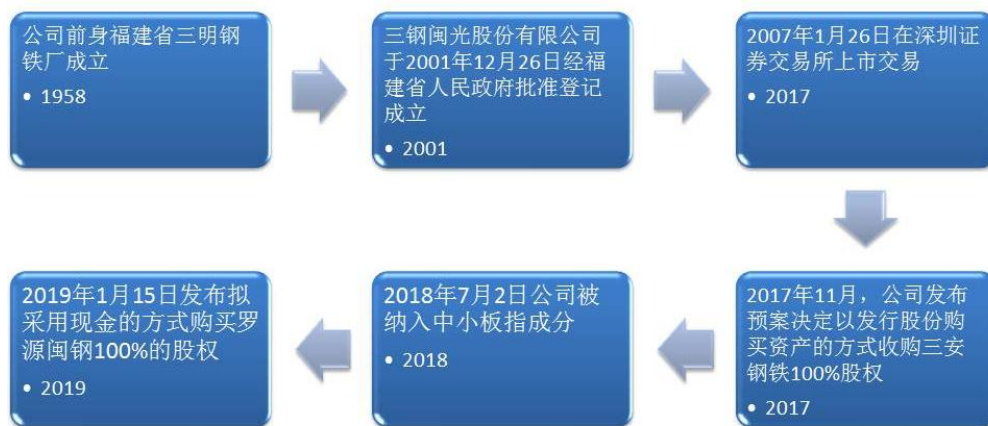 公司前身福建省三明钢
铁厂成立
• 1958
三钢闽光股份有限公司
于2001年12月26日经福
建省人民政府批准登记
成立
• 2001
2007年1月26日在深圳证
券交易所上市交易
• 2017
2017年11月，公司发布
预案决定以发行股份购
买资产的方式收购三安
钢铁100%股权
• 2017
2018年7月2日公司被
纳入中小板指成分
• 2018
2019年1月15日发布拟
采用现金的方式购买罗
源闽钢100%的股权
• 2019